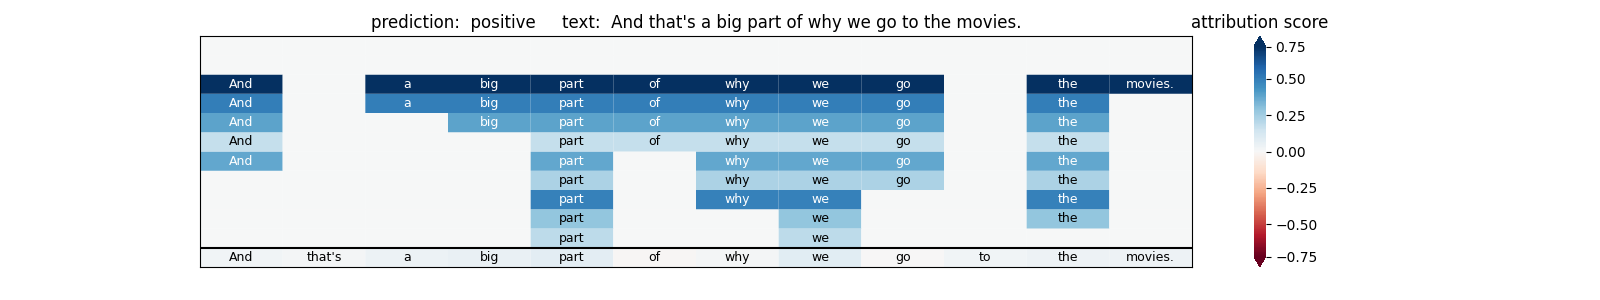 prediction: positive text: And that's a big part of why we go to the movies. attribution score
And a big part of why we go the movies.
And a big part of why we go the
And big part of why we go the
And part of why we go the
And part why we go the
part why we go the
part why we the
part we the
part we
And that's a big part of why we go to the movies.
0.75
0.50
0.25
0.00
−0.25
−0.50
−0.75